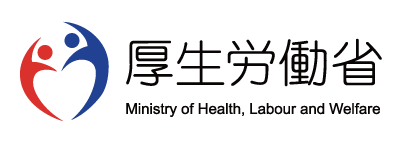 厚生労働省
Ministry of Health, Labour and Welfare